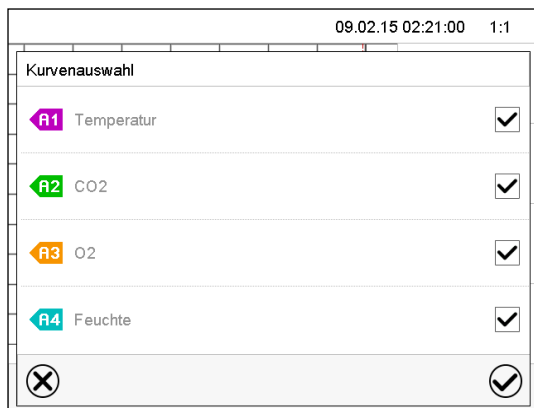 09.02.15 02:21:00 1:1
Kurvenauswahl
A1 Temperatur
A2 CO2
A3 O2
A4 Feuchte